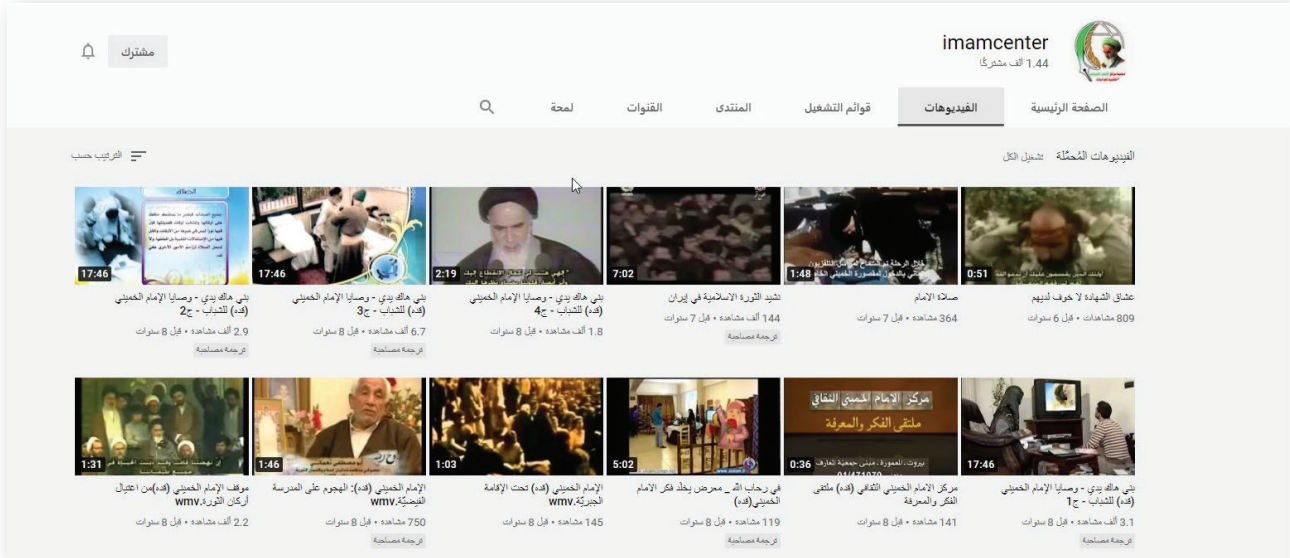 imamcenter
1.44 ألف مشتركًا
مشترك
الصفحة الرئيسية
الفيديوهات
قوائم التشغيل
المنتدى
القنوات
لمحة
الفيديوهات المُحمَّلة
تشغيل الكل
الترتيب حسب
0:51
عشاق الشهادة لا خوف لديهم
809 مشاهدات • قبل 6 سنوات
1:48
صلاة الامام
364 مشاهدة • قبل 7 سنوات
7:02
نشيد الثورة الاسلامية في إيران
144 ألف مشاهدة • قبل 7 سنوات
ترجمة مصاحبة
2:19
بني هاك يدي - وصايا الإمام الخميني
(قده) للشباب - ج4
1.8 ألف مشاهدة • قبل 8 سنوات
17:46
بني هاك يدي - وصايا الإمام الخميني
(قده) للشباب - ج3
6.7 ألف مشاهدة • قبل 8 سنوات
ترجمة مصاحبة
17:46
بني هاك يدي - وصايا الإمام الخميني
(قده) للشباب - ج2
2.9 ألف مشاهدة • قبل 8 سنوات
ترجمة مصاحبة
17:46
بني هاك يدي - وصايا الإمام الخميني
(قده) للشباب - ج1
3.1 ألف مشاهدة • قبل 8 سنوات
ترجمة مصاحبة
مركز الامام الخميني الثقافي
ملتقى الفكر والمعرفة
0:36
مركز الامام الخميني الثقافي (قده) ملتقى
الفكر والمعرفة
141 مشاهدة • قبل 8 سنوات
5:02
في رحاب الله _ معرض يخلّد فكر الامام
الخميني(قده)
119 مشاهدة • قبل 8 سنوات
ترجمة مصاحبة
1:03
الإمام الخميني (قده) تحت الإقامة
الجبريّة.wmv
145 مشاهدة • قبل 8 سنوات
1:46
الإمام الخميني (قده): الهجوم على المدرسة
الفيضيّة.wmv
750 مشاهدة • قبل 8 سنوات
ترجمة مصاحبة
1:31
موقف الإمام الخميني (قده)من اغتيال
أركان الثورة.wmv
2.2 ألف مشاهدة • قبل 8 سنوات